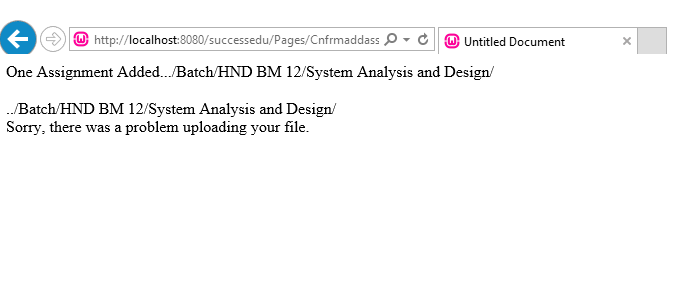 http://localhost:8080/successedu/Pages/Cnfrmaddass
Untitled Document
One Assignment Added.../Batch/HND BM 12/System Analysis and Design/
../Batch/HND BM 12/System Analysis and Design/
Sorry, there was a problem uploading your file.